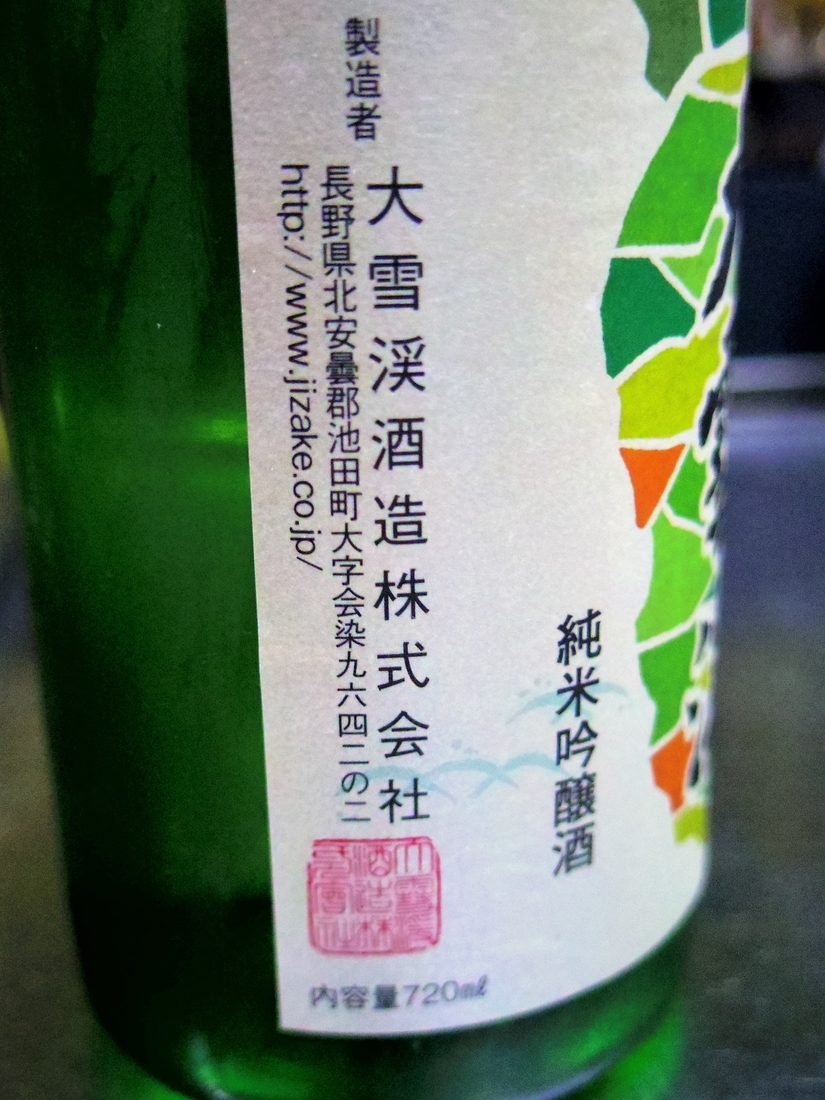 純米吟醸酒
製造者
大雪渓酒造株式会社
長野県北安曇郡池田町大字会染九六四二の二
http://www.jizake.co.jp/
内容量720ml